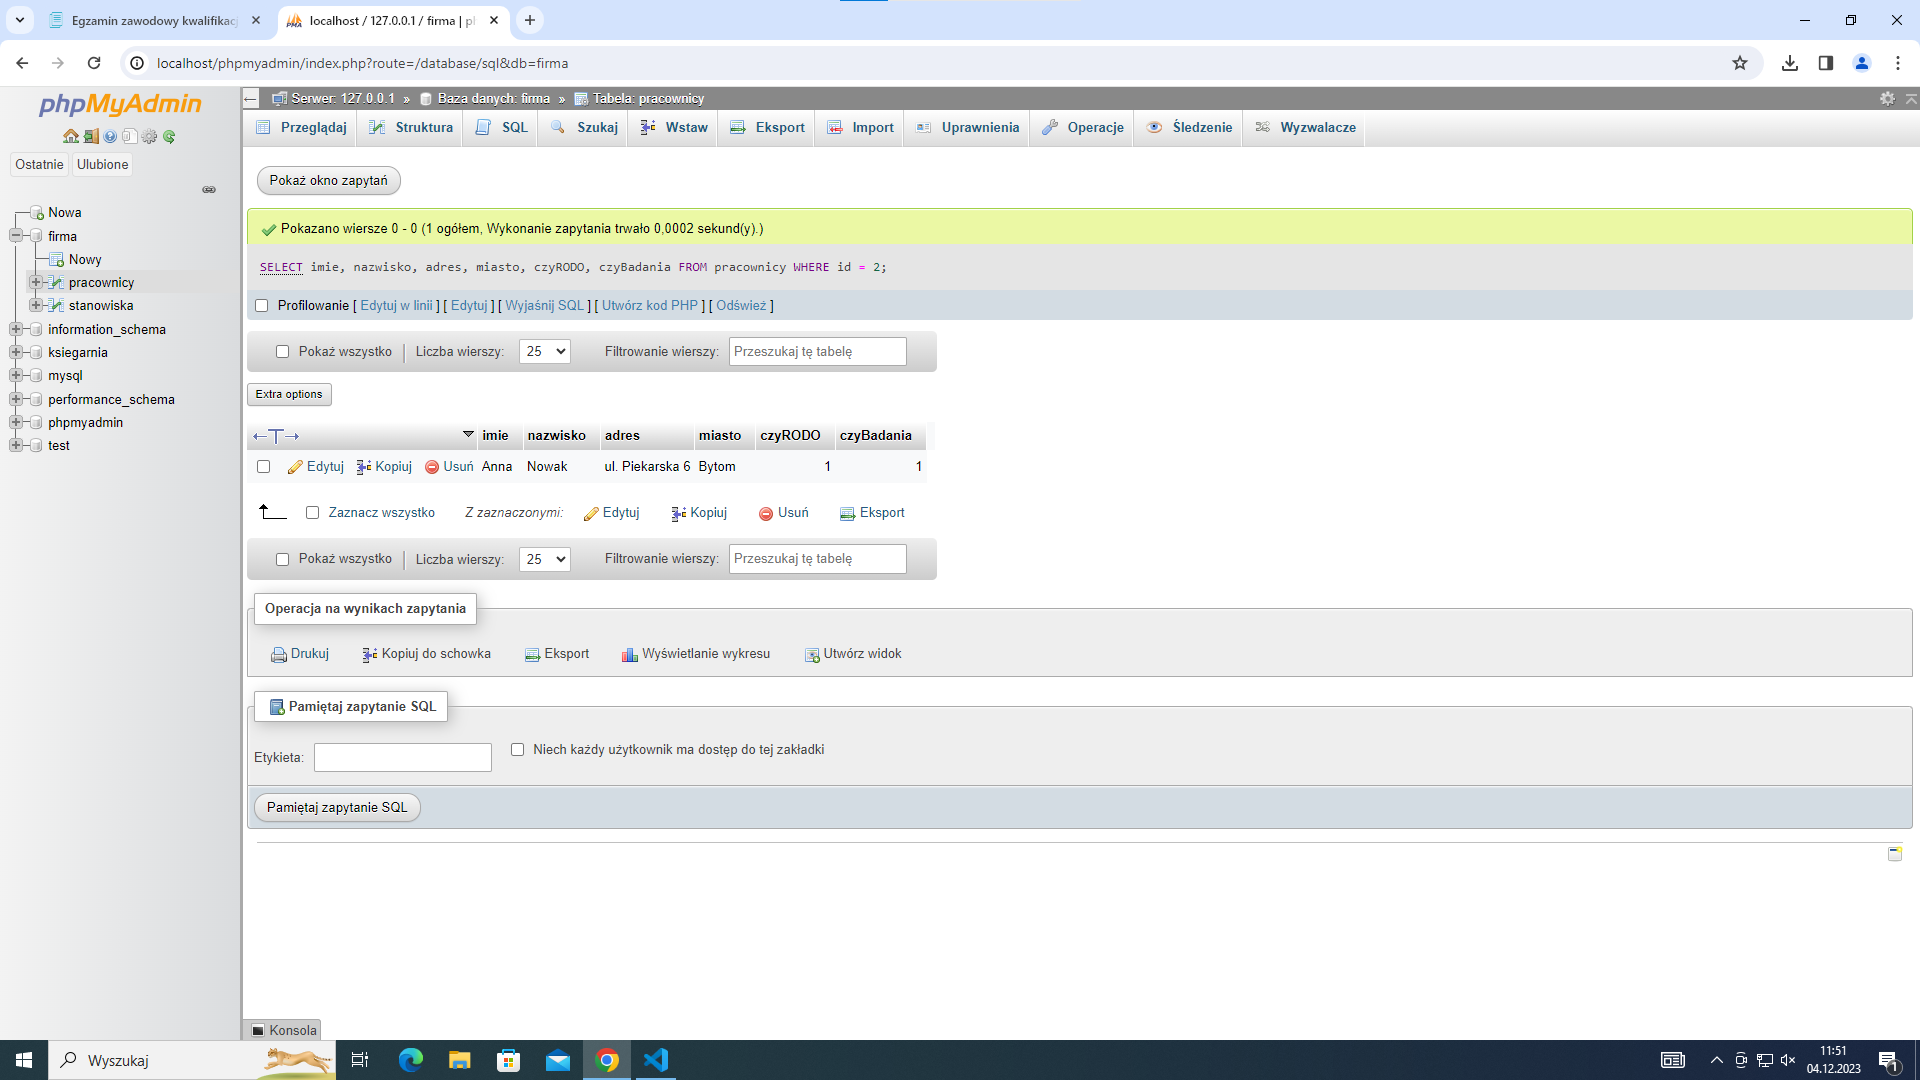 Egzamin zawodowy kwalifikacj
localhost / 127.0.0.1 / firma | ph
localhost/phpmyadmin/index.php?route=/database/sql&db=firma
phpMyAdmin
Ostatnie
Ulubione
Nowa
firma
Nowy
pracownicy
stanowiska
information_schema
ksiegarnia
mysql
performance_schema
phpmyadmin
test
Serwer: 127.0.0.1 » Baza danych: firma » Tabela: pracownicy
Przeglądaj Struktura SQL Szukaj Wstaw Eksport Import Uprawnienia Operacje Śledzenie Wyzwalacze
Pokaż okno zapytań
Pokazano wiersze 0 - 0 (1 ogółem, Wykonanie zapytania trwało 0,0002 sekund(y).)
SELECT imie, nazwisko, adres, miasto, czyRODO, czyBadania FROM pracownicy WHERE id = 2;
Profilowanie [ Edytuj w linii ] [ Edytuj ] [ Wyjaśnij SQL ] [ Utwórz kod PHP ] [ Odśwież ]
Pokaż wszystko | Liczba wierszy: 25 Filtrowanie wierszy: Przeszukaj tę tabelę
Extra options
←T→ imie nazwisko adres miasto czyRODO czyBadania
Edytuj Kopiuj Usuń Anna Nowak ul. Piekarska 6 Bytom 1 1
Zaznacz wszystko Z zaznaczonymi: Edytuj Kopiuj Usuń Eksport
Pokaż wszystko | Liczba wierszy: 25 Filtrowanie wierszy: Przeszukaj tę tabelę
Operacja na wynikach zapytania
Drukuj Kopiuj do schowka Eksport Wyświetlanie wykresu Utwórz widok
Pamiętaj zapytanie SQL
Etykieta: Niech każdy użytkownik ma dostęp do tej zakładki
Pamiętaj zapytanie SQL
Konsola
Wyszukaj
11:51
04.12.2023
1